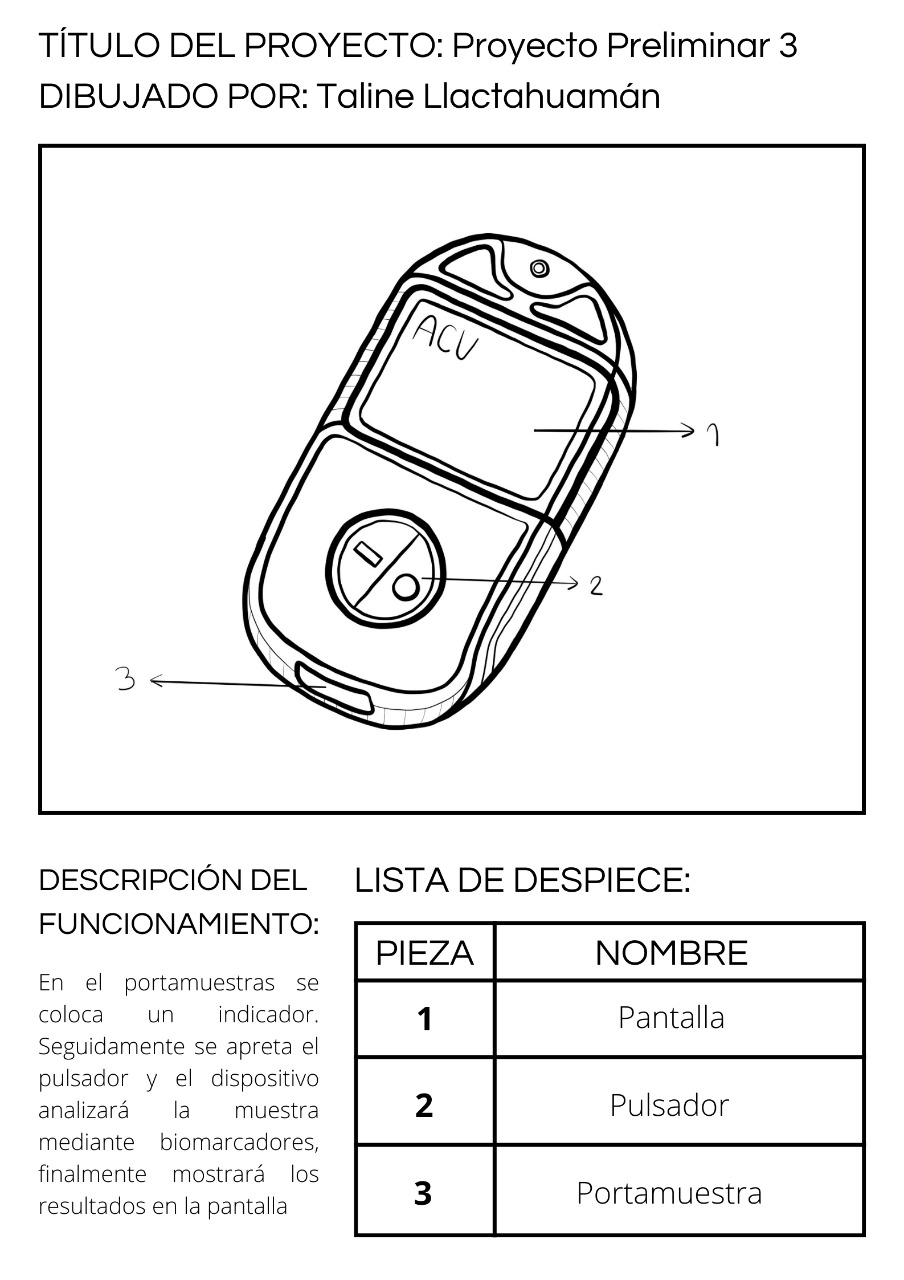 TÍTULO DEL PROYECTO: Proyecto Preliminar 3
DIBUJADO POR: Taline Llactahuamán
ACV
1
2
3
DESCRIPCIÓN DEL
FUNCIONAMIENTO:
En el portamuestras se
coloca un indicador.
Seguidamente se apreta el
pulsador y el dispositivo
analizará la muestra
mediante biomarcadores,
finalmente mostrará los
resultados en la pantalla
LISTA DE DESPIECE:
PIEZA NOMBRE
1 Pantalla
2 Pulsador
3 Portamuestra